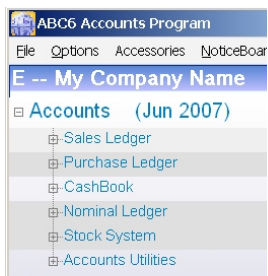 ABC6 Accounts Program
File Options Accessories NoticeBoar
E -- My Company Name
Accounts (Jun 2007)
Sales Ledger
Purchase Ledger
CashBook
Nominal Ledger
Stock System
Accounts Utilities